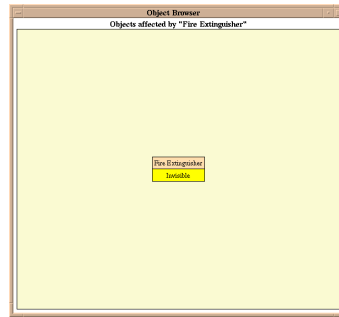 Object Browser
Objects affected by "Fire Extinguisher"
Fire Extinguisher
Invisible